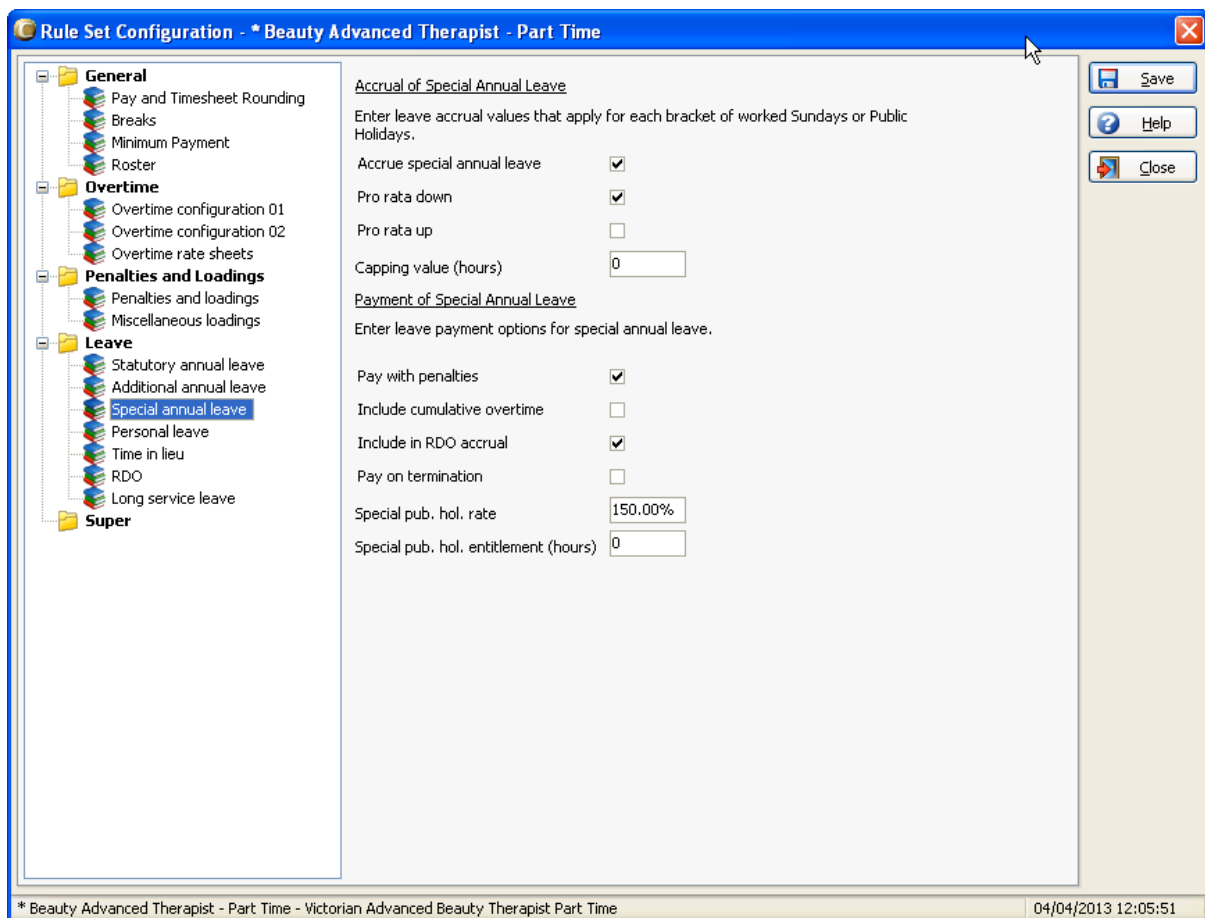 Rule Set Configuration - * Beauty Advanced Therapist - Part Time
General
Pay and Timesheet Rounding
Breaks
Minimum Payment
Roster
Overtime
Overtime configuration 01
Overtime configuration 02
Overtime rate sheets
Penalties and Loadings
Penalties and loadings
Miscellaneous loadings
Leave
Statutory annual leave
Additional annual leave
Special annual leave
Personal leave
Time in lieu
RDO
Long service leave
Super
Accrual of Special Annual Leave
Enter leave accrual values that apply for each bracket of worked Sundays or Public
Holidays.
Accrue special annual leave
Pro rata down
Pro rata up
Capping value (hours) 0
Payment of Special Annual Leave
Enter leave payment options for special annual leave.
Pay with penalties
Include cumulative overtime
Include in RDO accrual
Pay on termination
Special pub. hol. rate 150.00%
Special pub. hol. entitlement (hours) 0
Save
Help
Close
* Beauty Advanced Therapist - Part Time - Victorian Advanced Beauty Therapist Part Time 04/04/2013 12:05:51